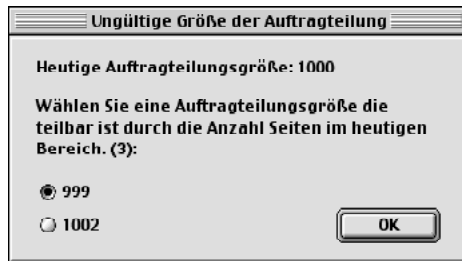 Ungültige Größe der Auftragteilung
Heutige Auftragteilungsgröße: 1000
Wählen Sie eine Auftragteilungsgröße die
teilbar ist durch die Anzahl Seiten im heutigen
Bereich. (3):
999
1002
OK